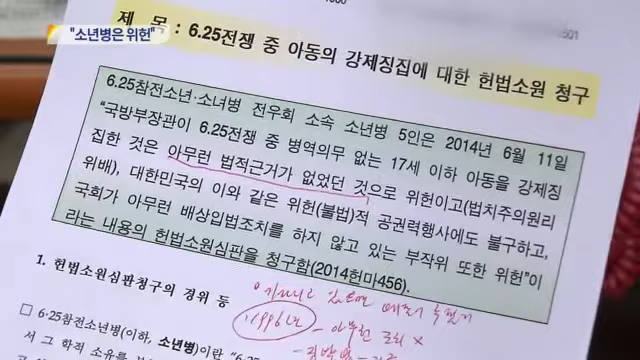 "소년병은 위헌"
제 목 : 6.25전쟁 중 아동의 강제징집에 대한 헌법소원 청구
6.25참전소년·소녀병 전우회 소속 소년병 5인은 2014년 6월 11일
"국방부장관이 6.25전쟁 중 병역의무 없는 17세 이하 아동을 강제징
집한 것은 아무런 법적근거가 없었던 것으로 위헌이고(법치주의원리
위배), 대한민국의 이와 같은 위헌(불법)적 공권력행사에도 불구하고,
국회가 아무런 배상입법조치를 하지 않고 있는 부작위 또한 위헌"이
라는 내용의 헌법소원심판을 청구함(2014헌마456).
1. 헌법소원심판청구의 경위 등
1996년 - 아무런 조회 x
□ 6·25참전소년병(이하, 소년병)이란